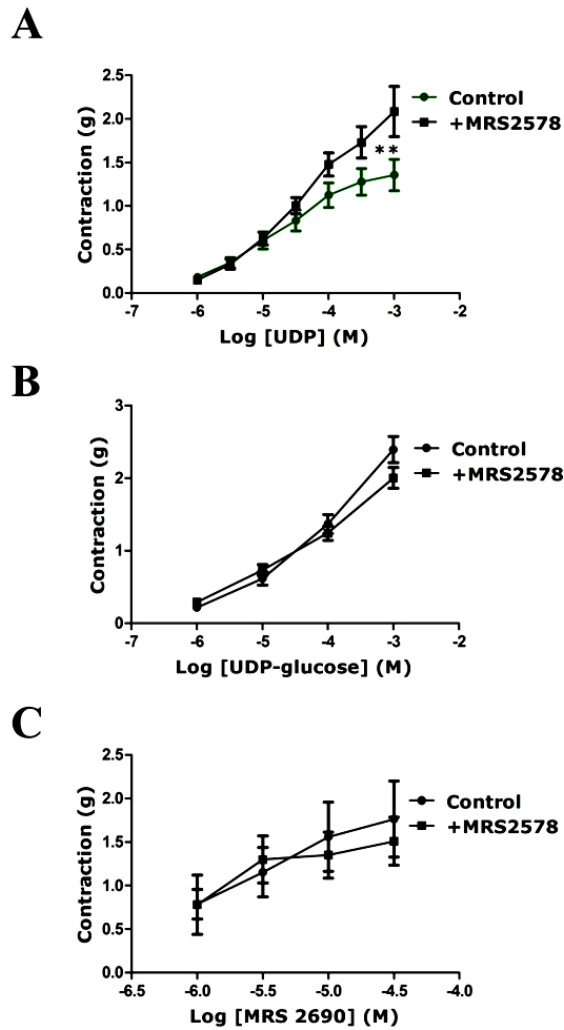 A
2.5
2.0
1.5
1.0
0.5
0.0
Contraction (g)
Control
+MRS2578
**
-7 -6 -5 -4 -3 -2
Log [UDP] (M)
B
3
2
1
0
Contraction (g)
Control
+MRS2578
-7 -6 -5 -4 -3 -2
Log [UDP-glucose] (M)
C
2.5
2.0
1.5
1.0
0.5
0.0
Contraction (g)
Control
+MRS2578
-6.5 -6.0 -5.5 -5.0 -4.5 -4.0
Log [MRS 2690] (M)